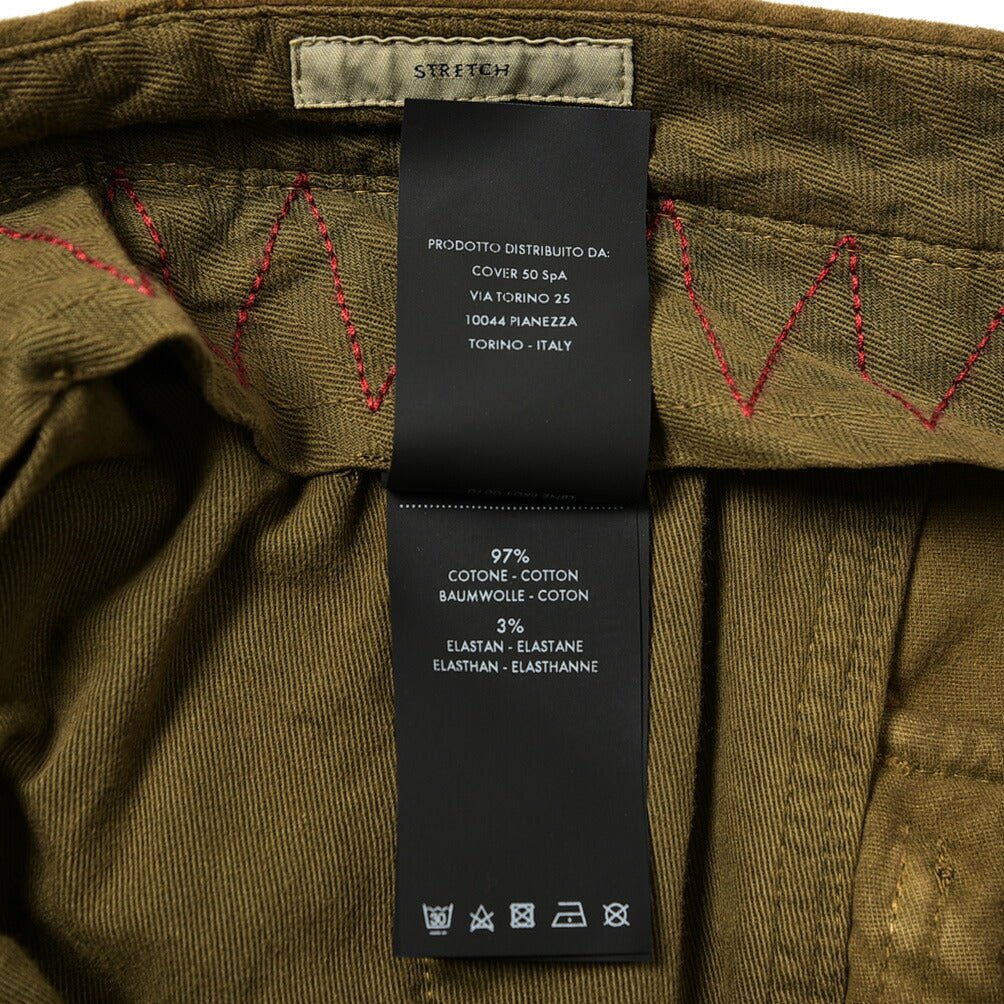 STRETCH
PRODOTTO DISTRIBUITO DA:
COVER 50 SpA
VIA TORINO 25
10044 PIANEZZA
TORINO - ITALY
97%
COTONE - COTTON
BAUMWOLLE - COTON
3%
ELASTAN - ELASTANE
ELASTHAN - ELASTHANNE
30